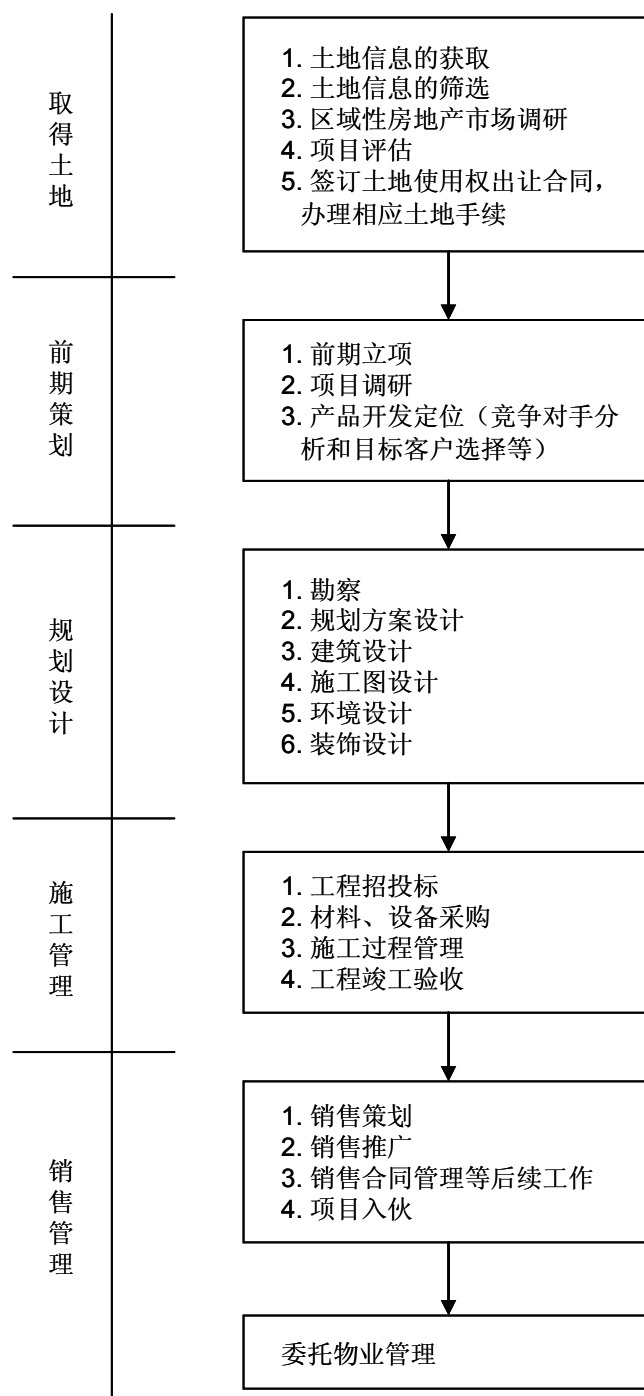 取得土地
1. 土地信息的获取
2. 土地信息的筛选
3. 区域性房地产市场调研
4. 项目评估
5. 签订土地使用权出让合同，
办理相应土地手续
前期策划
1. 前期立项
2. 项目调研
3. 产品开发定位（竞争对手分
析和目标客户选择等）
规划设计
1. 勘察
2. 规划方案设计
3. 建筑设计
4. 施工图设计
5. 环境设计
6. 装饰设计
施工管理
1. 工程招投标
2. 材料、设备采购
3. 施工过程管理
4. 工程竣工验收
销售管理
1. 销售策划
2. 销售推广
3. 销售合同管理等后续工作
4. 项目入伙
委托物业管理